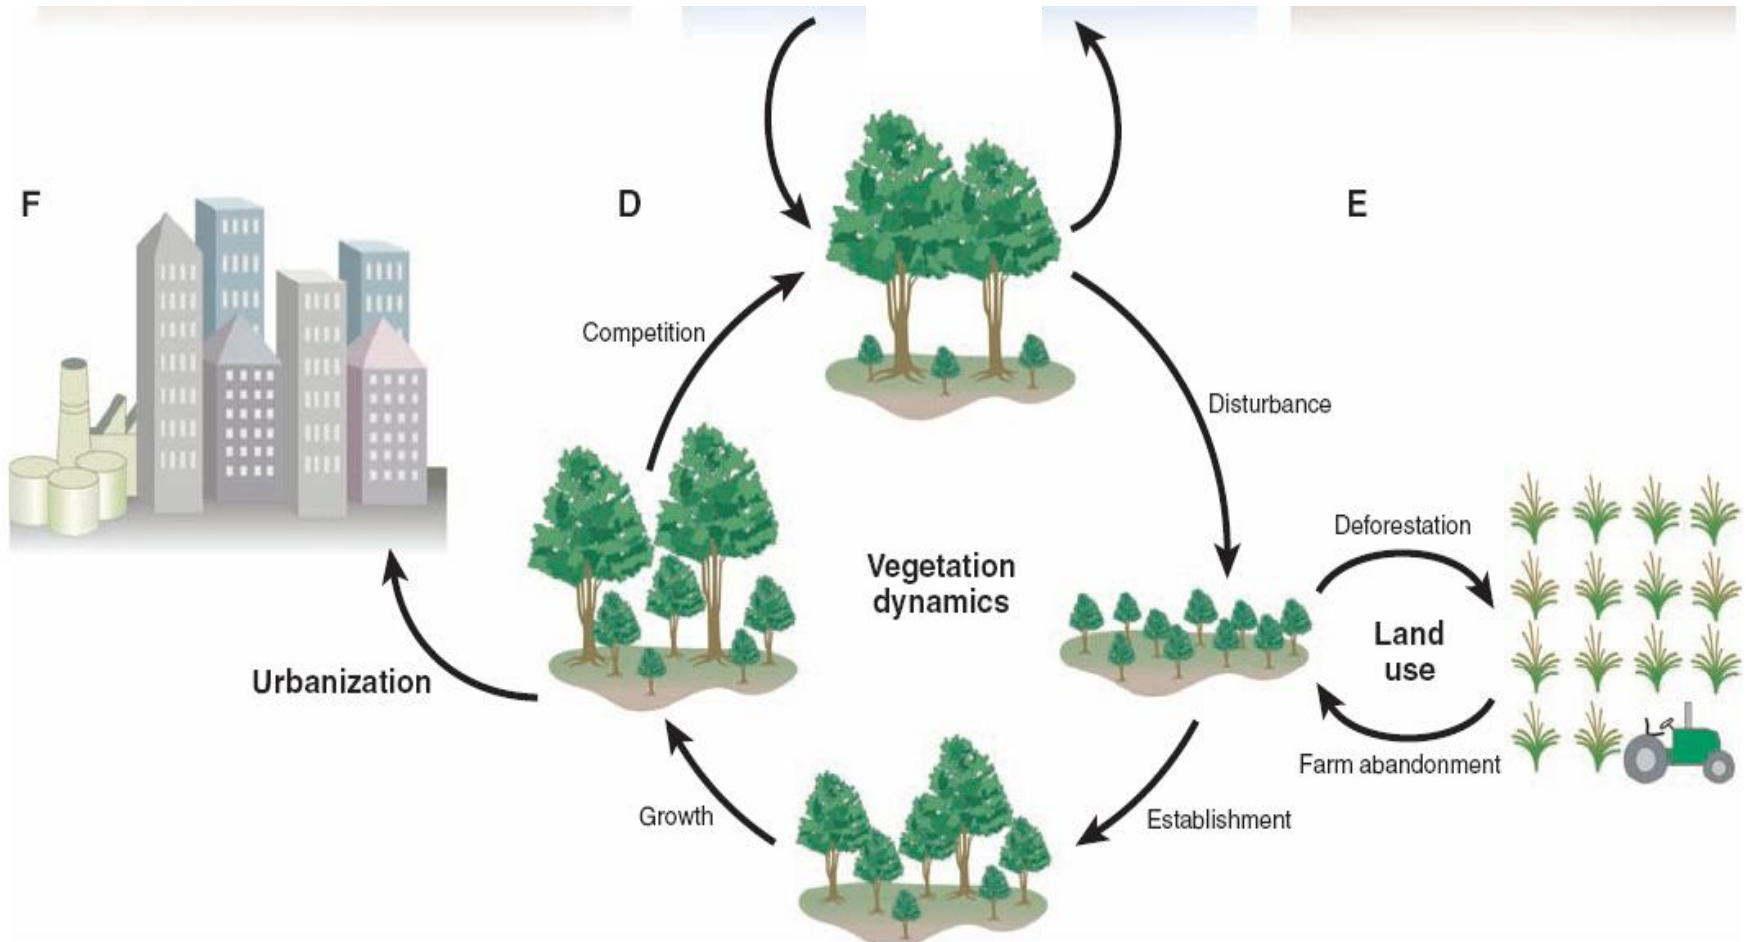 F
D
E
Competition
Disturbance
Vegetation
dynamics
Deforestation
Land
use
Urbanization
Farm abandonment
Growth
Establishment